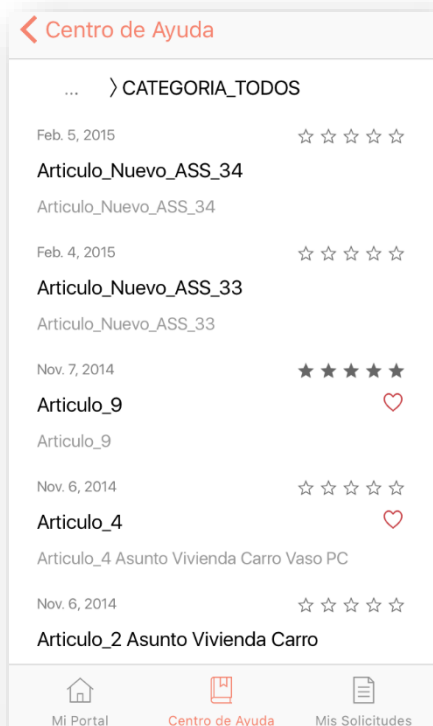 Centro de Ayuda
... 〉CATEGORIA_TODOS
Feb. 5, 2015
Articulo_Nuevo_ASS_34
Articulo_Nuevo_ASS_34
Feb. 4, 2015
Articulo_Nuevo_ASS_33
Articulo_Nuevo_ASS_33
Nov. 7, 2014
Articulo_9
Articulo_9
Nov. 6, 2014
Articulo_4
Articulo_4 Asunto Vivienda Carro Vaso PC
Nov. 6, 2014
Articulo_2 Asunto Vivienda Carro
Mi Portal Centro de Ayuda Mis Solicitudes